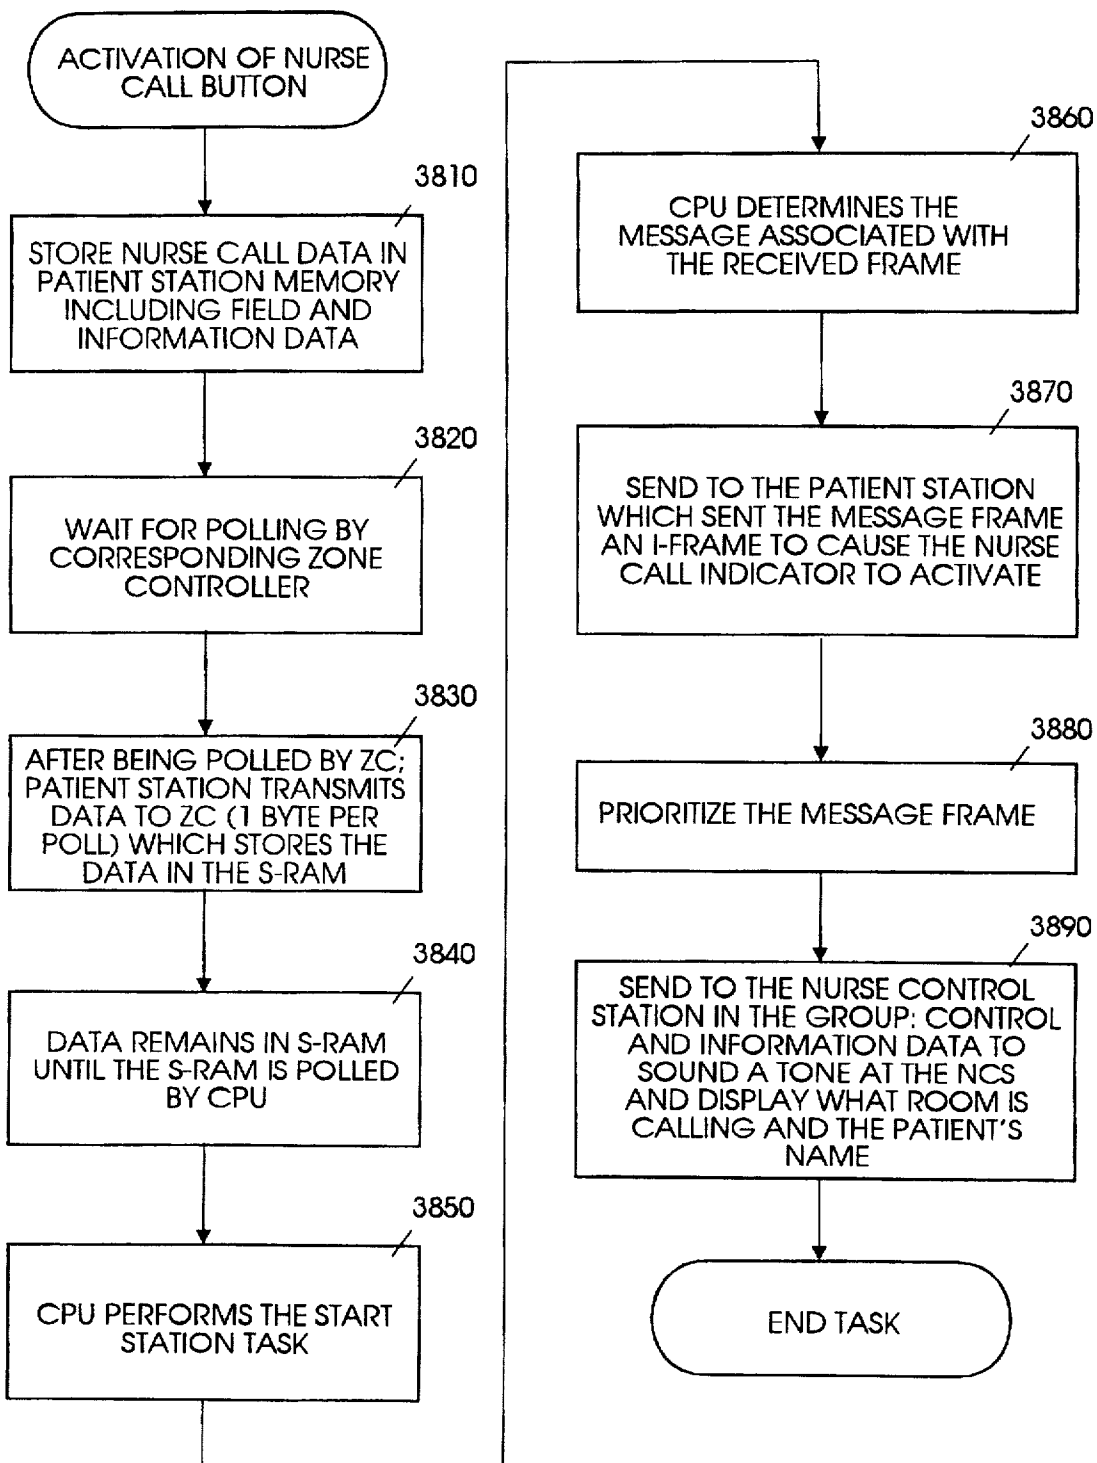 ACTIVATION OF NURSE
CALL BUTTON
3810
STORE NURSE CALL DATA IN
PATIENT STATION MEMORY
INCLUDING FIELD AND
INFORMATION DATA
3820
WAIT FOR POLLING BY
CORRESPONDING ZONE
CONTROLLER
3830
AFTER BEING POLLED BY ZC;
PATIENT STATION TRANSMITS
DATA TO ZC (1 BYTE PER
POLL) WHICH STORES THE
DATA IN THE S-RAM
3840
DATA REMAINS IN S-RAM
UNTIL THE S-RAM IS POLLED
BY CPU
3850
CPU PERFORMS THE START
STATION TASK
3860
CPU DETERMINES THE
MESSAGE ASSOCIATED WITH
THE RECEIVED FRAME
3870
SEND TO THE PATIENT STATION
WHICH SENT THE MESSAGE FRAME
AN I-FRAME TO CAUSE THE NURSE
CALL INDICATOR TO ACTIVATE
3880
PRIORITIZE THE MESSAGE FRAME
3890
SEND TO THE NURSE CONTROL
STATION IN THE GROUP: CONTROL
AND INFORMATION DATA TO
SOUND A TONE AT THE NCS
AND DISPLAY WHAT ROOM IS
CALLING AND THE PATIENT'S
NAME
END TASK